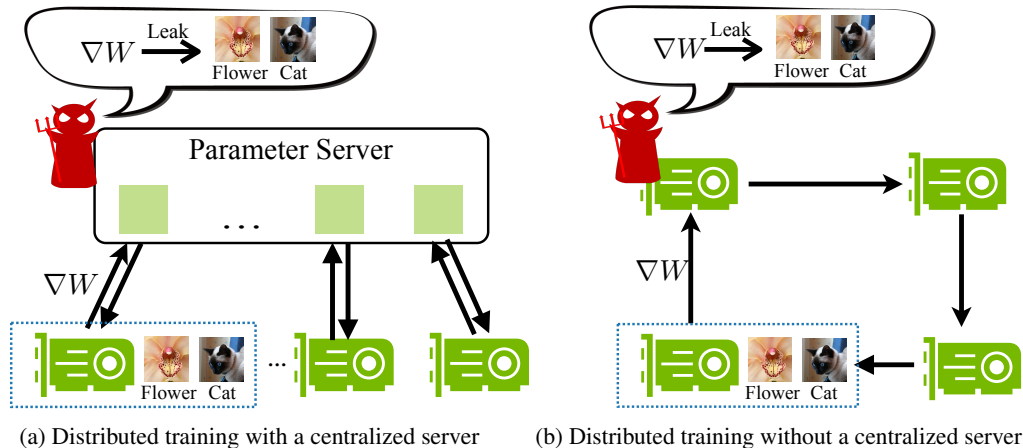 Leak
∇W
Flower Cat
Parameter Server
...
∇W
...
Flower Cat
(a) Distributed training with a centralized server
Leak
∇W
Flower Cat
∇W
Flower Cat
(b) Distributed training without a centralized server